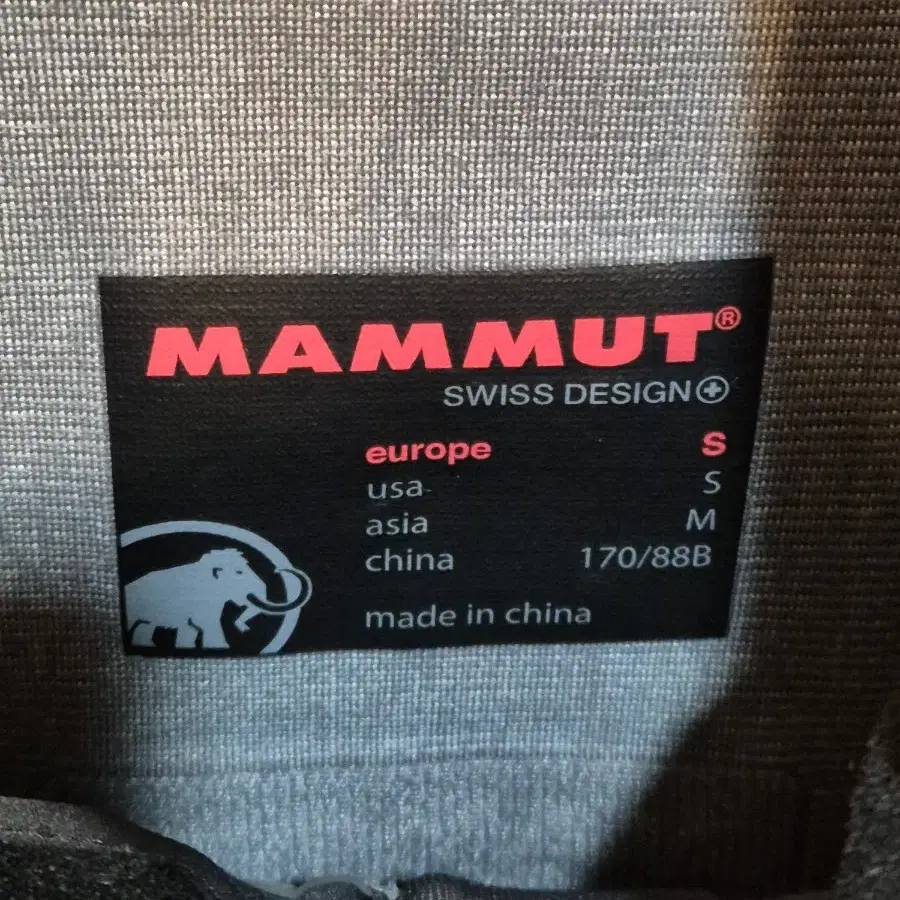 MAMMUT®
SWISS DESIGN
europe S
usa S
asia M
china 170/88B
made in china